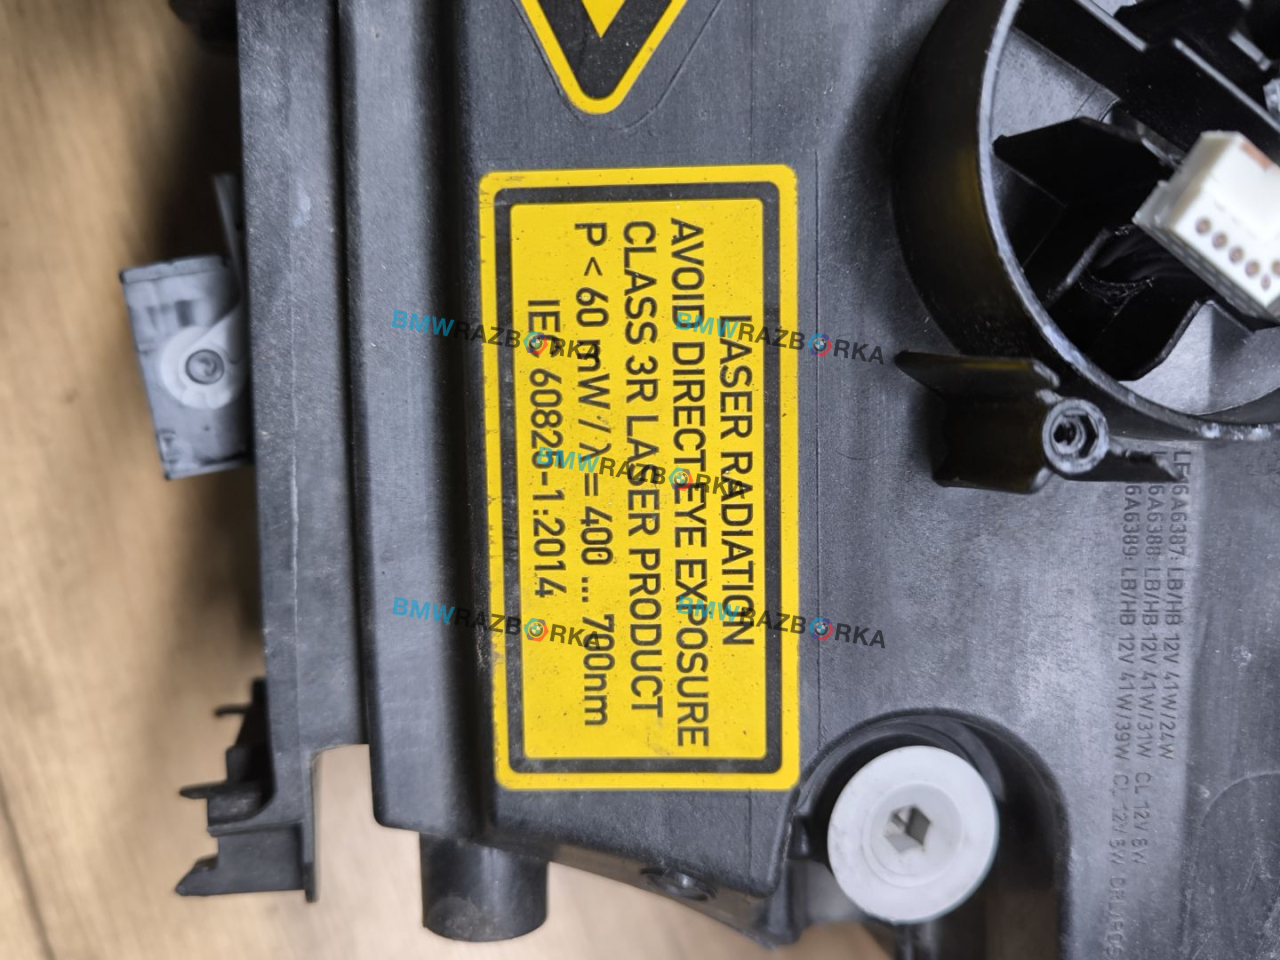 LASER RADIATION
AVOID DIRECT EYE EXPOSURE
CLASS 3R LASER PRODUCT
P < 60 mW / λ = 400 ... 700nm
IEC 60825-1:2014
6A6387: LB/HB 12V 41W/24W
6A6388: LB/HB 12V 41W/31W CL 12V 8W
6A6389: LB/HB 12V 41W/39W CL 12V 8W
BMWRAZBORKA
BMWRAZBORKA
BMWRAZBORKA
BMWRAZBORKA
BMWRAZBORKA